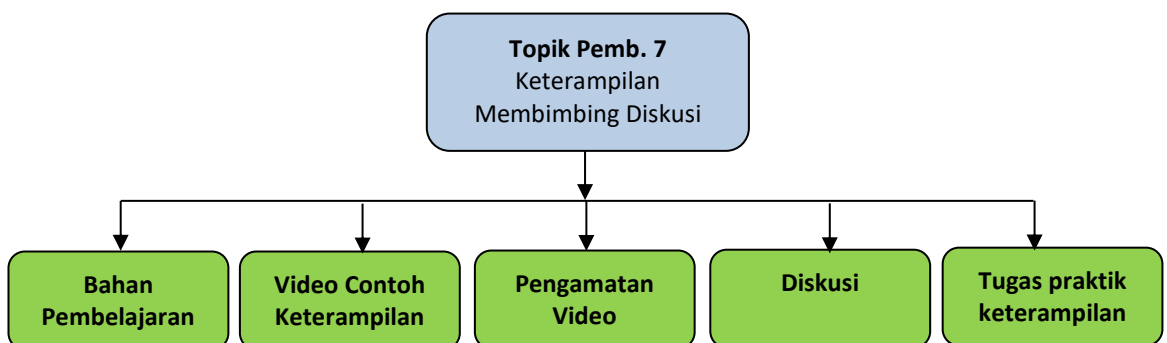 Topik Pemb. 7
Keterampilan
Membimbing Diskusi
Bahan
Pembelajaran
Video Contoh
Keterampilan
Pengamatan
Video
Diskusi
Tugas praktik
keterampilan